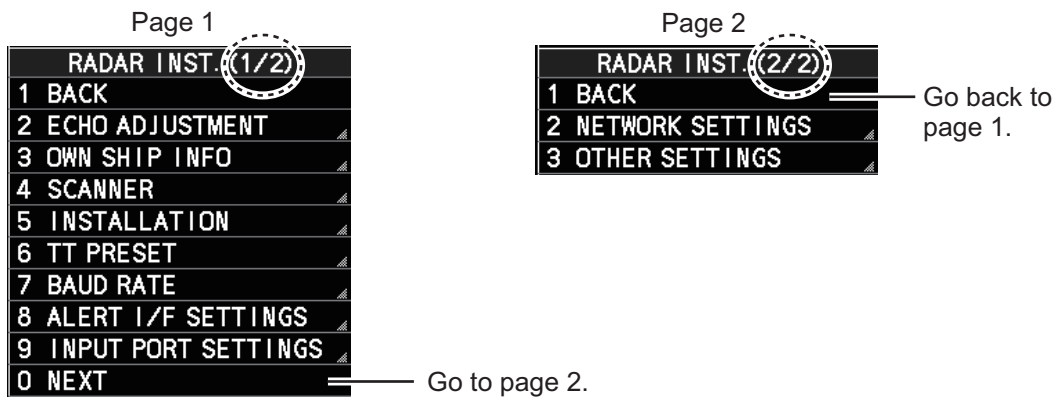 Page 1
RADAR INST. (1/2)
1 BACK
2 ECHO ADJUSTMENT
3 OWN SHIP INFO
4 SCANNER
5 INSTALLATION
6 TT PRESET
7 BAUD RATE
8 ALERT I/F SETTINGS
9 INPUT PORT SETTINGS
0 NEXT
Go to page 2.
Page 2
RADAR INST. (2/2)
1 BACK
2 NETWORK SETTINGS
3 OTHER SETTINGS
Go back to
page 1.